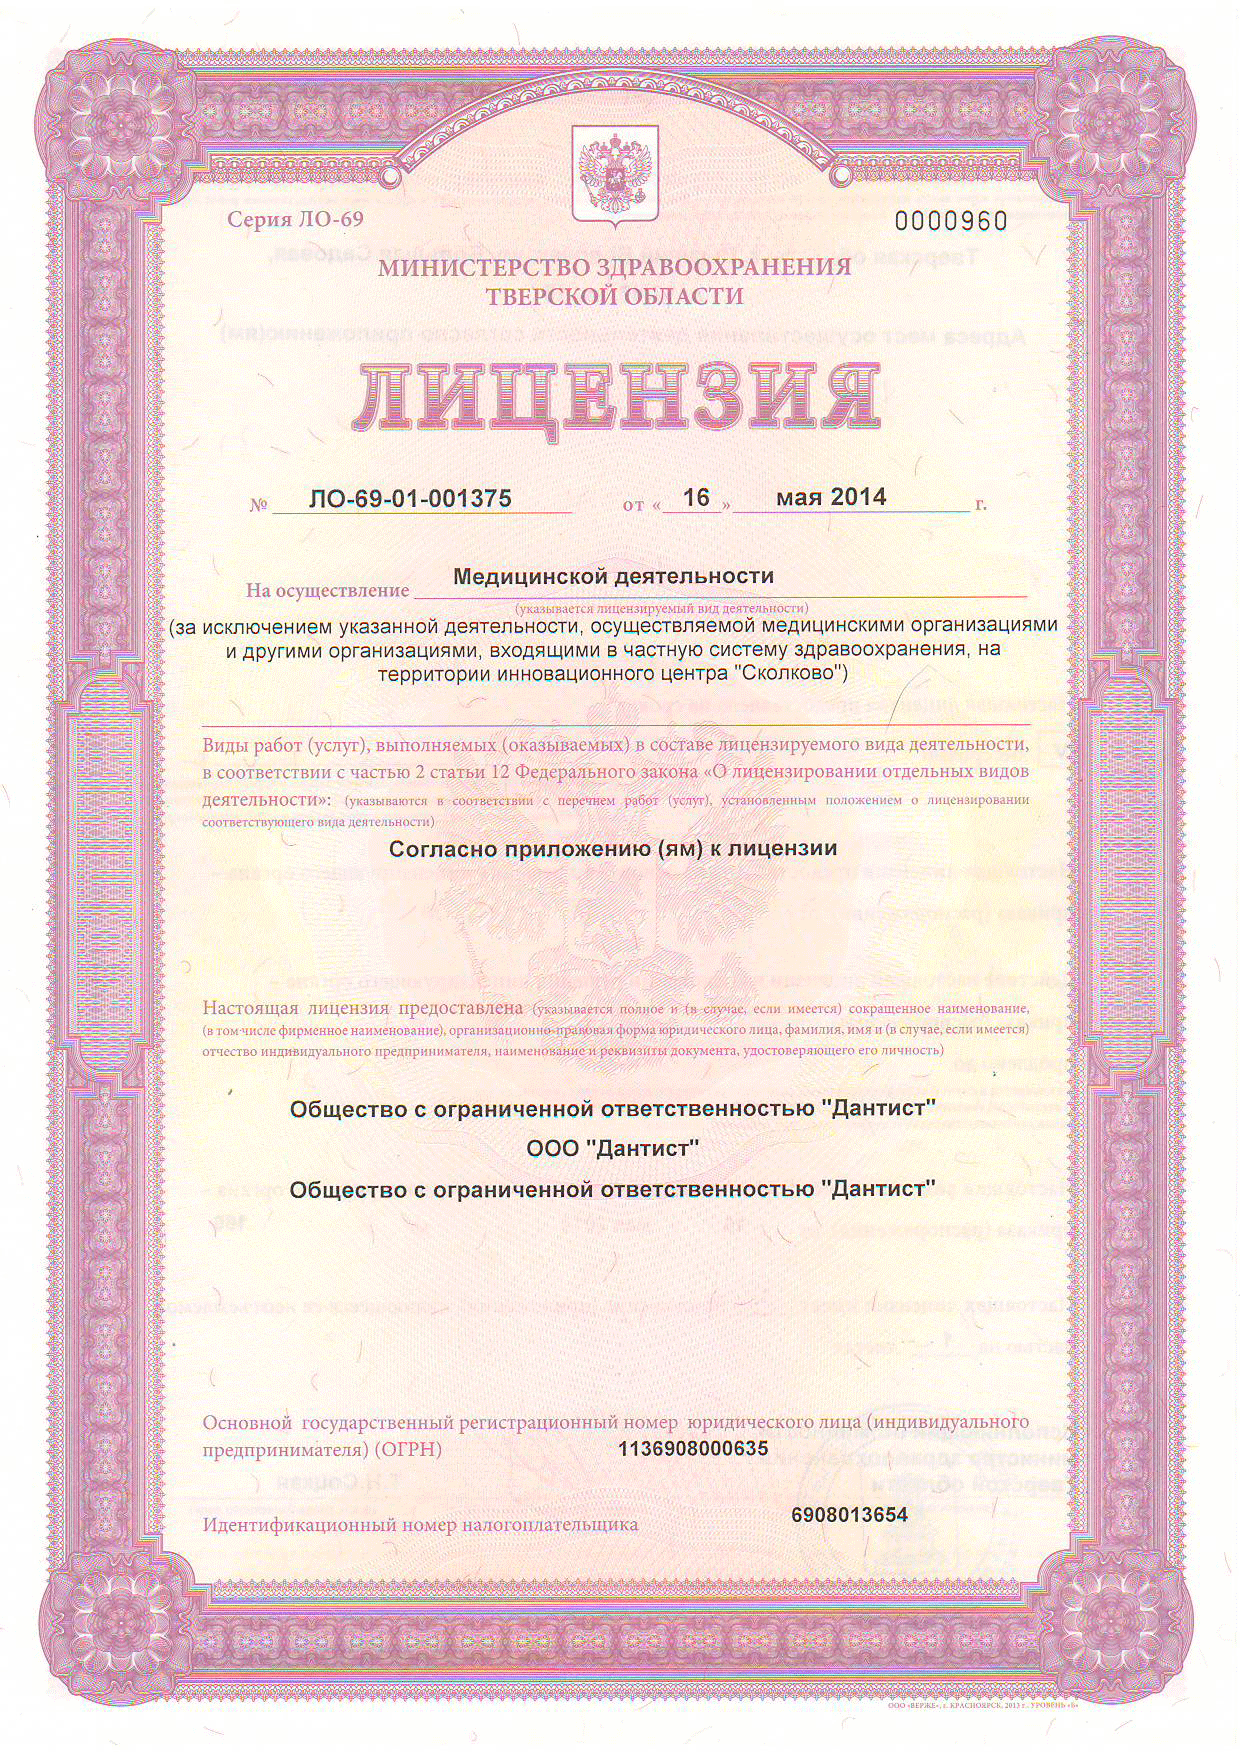 Серия ЛО-69
0000960
МИНИСТЕРСТВО ЗДРАВООХРАНЕНИЯ
ТВЕРСКОЙ ОБЛАСТИ
ЛИЦЕНЗИЯ
№ ЛО-69-01-001375 от « 16 » мая 2014 г.
На осуществление Медицинской деятельности
(указывается лицензируемый вид деятельности)
(за исключением указанной деятельности, осуществляемой медицинскими организациями
и другими организациями, входящими в частную систему здравоохранения, на
территории инновационного центра "Сколково")
Виды работ (услуг), выполняемых (оказываемых) в составе лицензируемого вида деятельности,
в соответствии с частью 2 статьи 12 Федерального закона «О лицензировании отдельных видов
деятельности»: (указываются в соответствии с перечнем работ (услуг), установленным положением о лицензировании
соответствующего вида деятельности)
Согласно приложению (ям) к лицензии
Настоящая лицензия предоставлена (указывается полное и (в случае, если имеется) сокращенное наименование,
(в том числе фирменное наименование), организационно-правовая форма юридического лица, фамилия, имя и (в случае, если имеется)
отчество индивидуального предпринимателя, наименование и реквизиты документа, удостоверяющего его личность)
Общество с ограниченной ответственностью "Дантист"
ООО "Дантист"
Общество с ограниченной ответственностью "Дантист"
Основной государственный регистрационный номер юридического лица (индивидуального
предпринимателя) (ОГРН) 1136908000635
Идентификационный номер налогоплательщика 6908013654
ООО «ВЕРЖЕ», г. КРАСНОЯРСК, 2013 г., УРОВЕНЬ «Б»